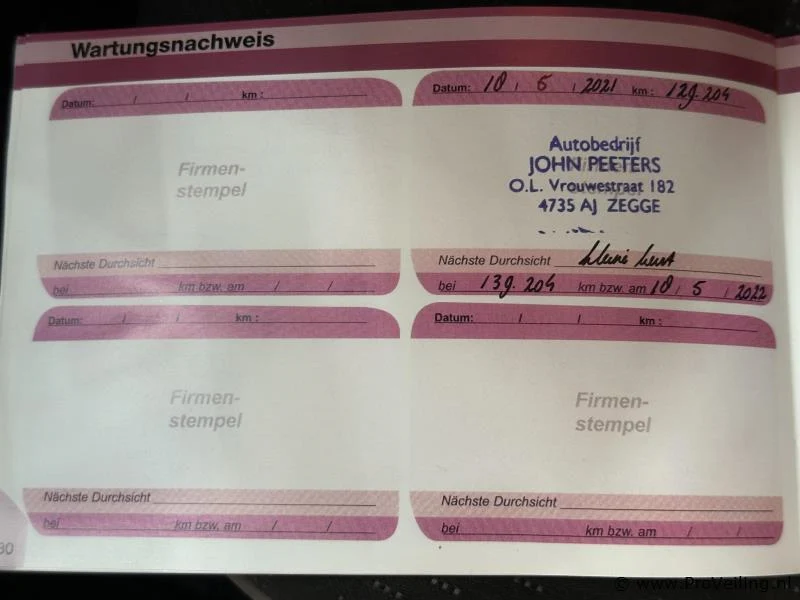 Wartungsnachweis
Datum: / / km :
Firmen-
stempel
Nächste Durchsicht
bei km bzw. am / /
Datum: 10 / 5 / 2021 km : 129.204
Autobedrijf
JOHN PEETERS
O.L. Vrouwestraat 182
4735 AJ ZEGGE
Nächste Durchsicht
bei 139.204 km bzw. am 10 / 5 / 2022
Datum: / / km :
Firmen-
stempel
Nächste Durchsicht
bei km bzw. am / /
Datum: / / km :
Firmen-
stempel
Nächste Durchsicht
bei km bzw. am / /
30
© www.ProVeiling.nl